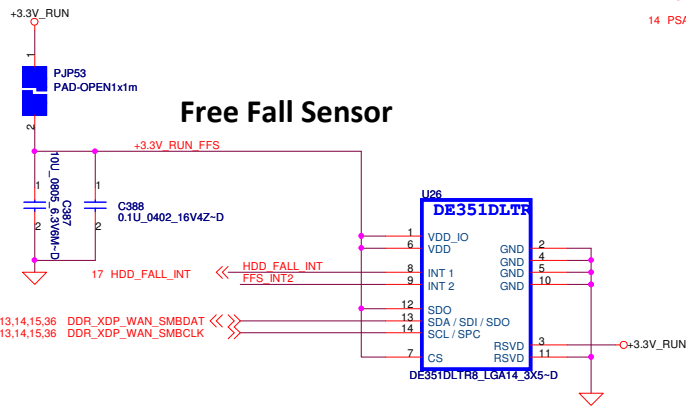 +3.3V_RUN
14 PSA
1
PJP53
PAD-OPEN1x1m
2
Free Fall Sensor
+3.3V_RUN_FFS
1
10U_0805_6.3V6M~D
C387
2
1
C388
0.1U_0402_16V4Z~D
2
U26
DE351DLTR
1 VDD_IO
6 VDD
GND 2
GND 4
GND 5
GND 10
17 HDD_FALL_INT
HDD_FALL_INT
8 INT 1
FFS_INT2
9 INT 2
12 SDO
13,14,15,36 DDR_XDP_WAN_SMBDAT
13 SDA / SDI / SDO
13,14,15,36 DDR_XDP_WAN_SMBCLK
14 SCL / SPC
RSVD 3
+3.3V_RUN
7 CS
RSVD 11
DE351DLTR8_LGA14_3X5~D